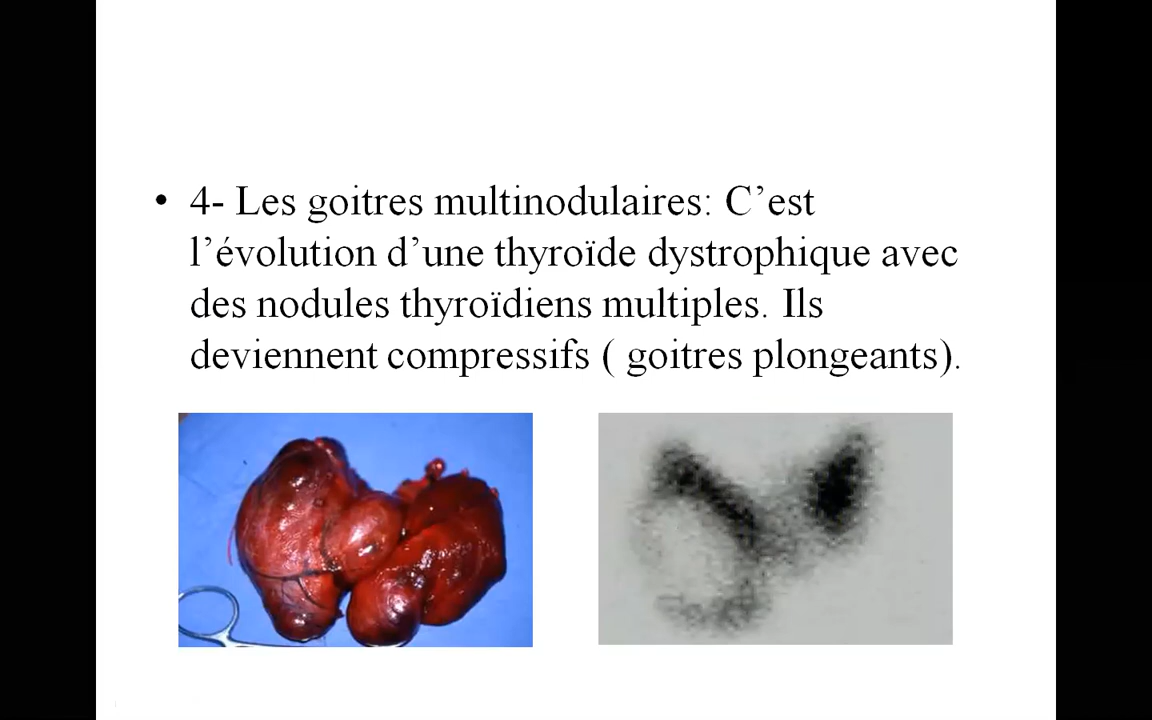 • 4- Les goitres multinodulaires: C’est
l’évolution d’une thyroïde dystrophique avec
des nodules thyroïdiens multiples. Ils
deviennent compressifs ( goitres plongeants).